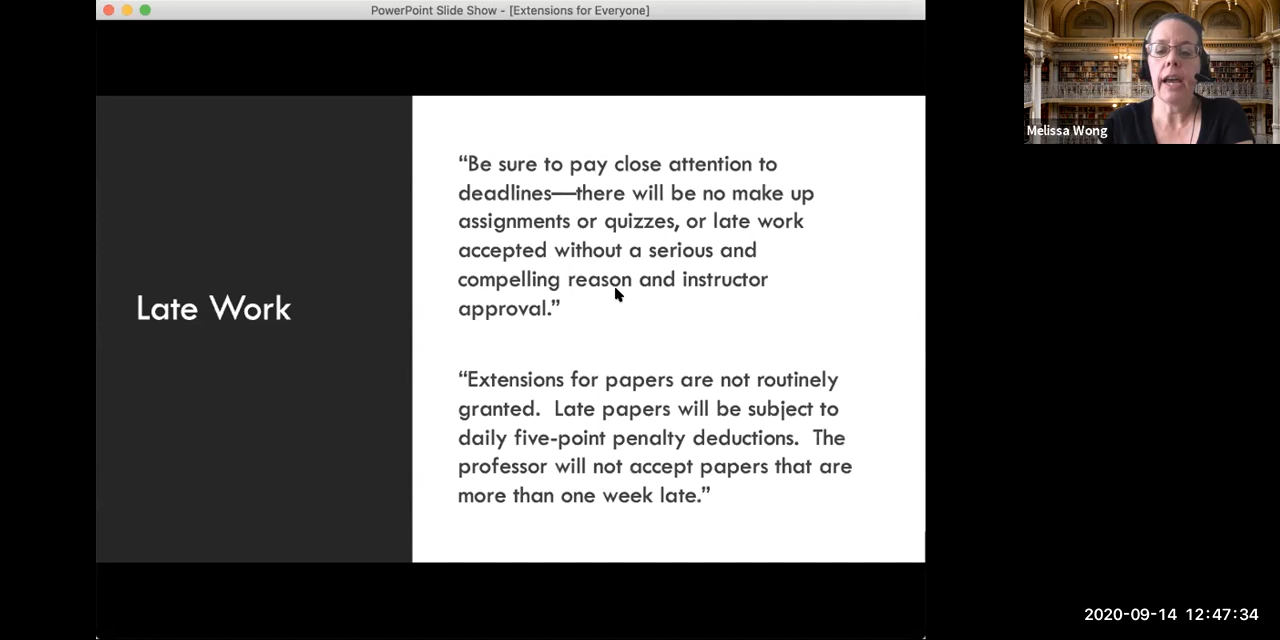 PowerPoint Slide Show - [Extensions for Everyone]
Melissa Wong
Late Work
“Be sure to pay close attention to
deadlines—there will be no make up
assignments or quizzes, or late work
accepted without a serious and
compelling reason and instructor
approval.”
“Extensions for papers are not routinely
granted.  Late papers will be subject to
daily five-point penalty deductions.  The
professor will not accept papers that are
more than one week late.”
2020-09-14 12:47:34